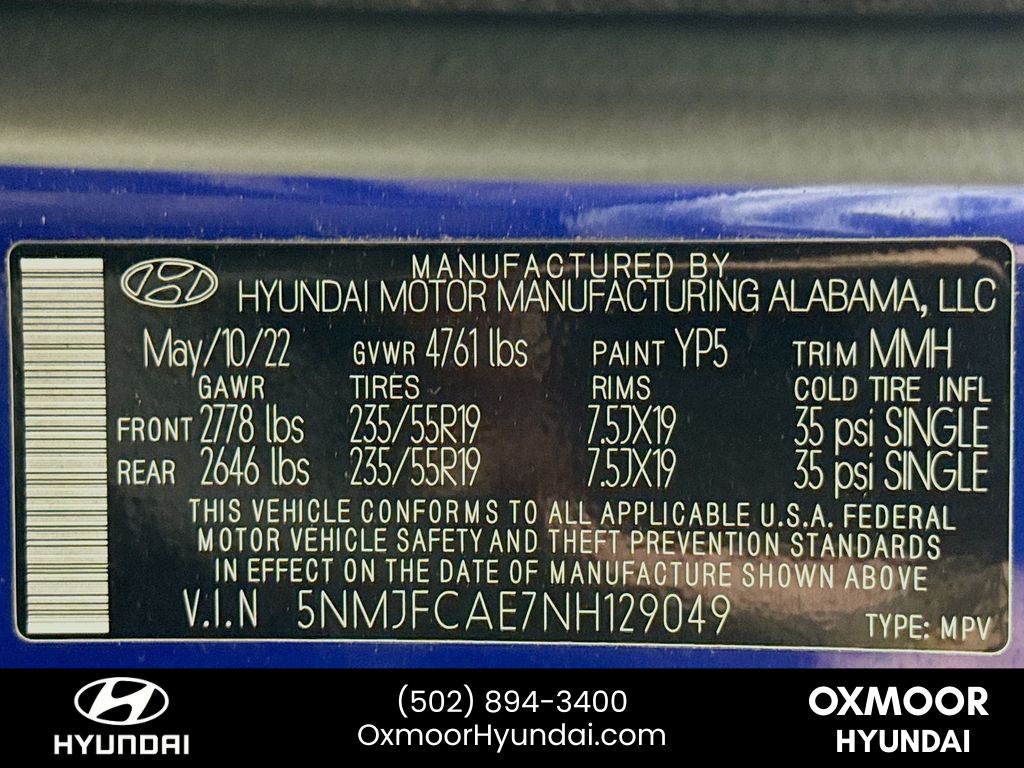 MANUFACTURED BY
HYUNDAI MOTOR MANUFACTURING ALABAMA, LLC
May/10/22 GVWR 4761 lbs PAINT YP5 TRIM MMH
GAWR TIRES RIMS COLD TIRE INFL
FRONT 2778 lbs 235/55R19 7.5JX19 35 psi SINGLE
REAR 2646 lbs 235/55R19 7.5JX19 35 psi SINGLE
THIS VEHICLE CONFORMS TO ALL APPLICABLE U.S.A. FEDERAL
MOTOR VEHICLE SAFETY AND THEFT PREVENTION STANDARDS
IN EFFECT ON THE DATE OF MANUFACTURE SHOWN ABOVE
V.I.N 5NMJFCAE7NH129049 TYPE: MPV
HYUNDAI
(502) 894-3400
OxmoorHyundai.com
OXMOOR
HYUNDAI